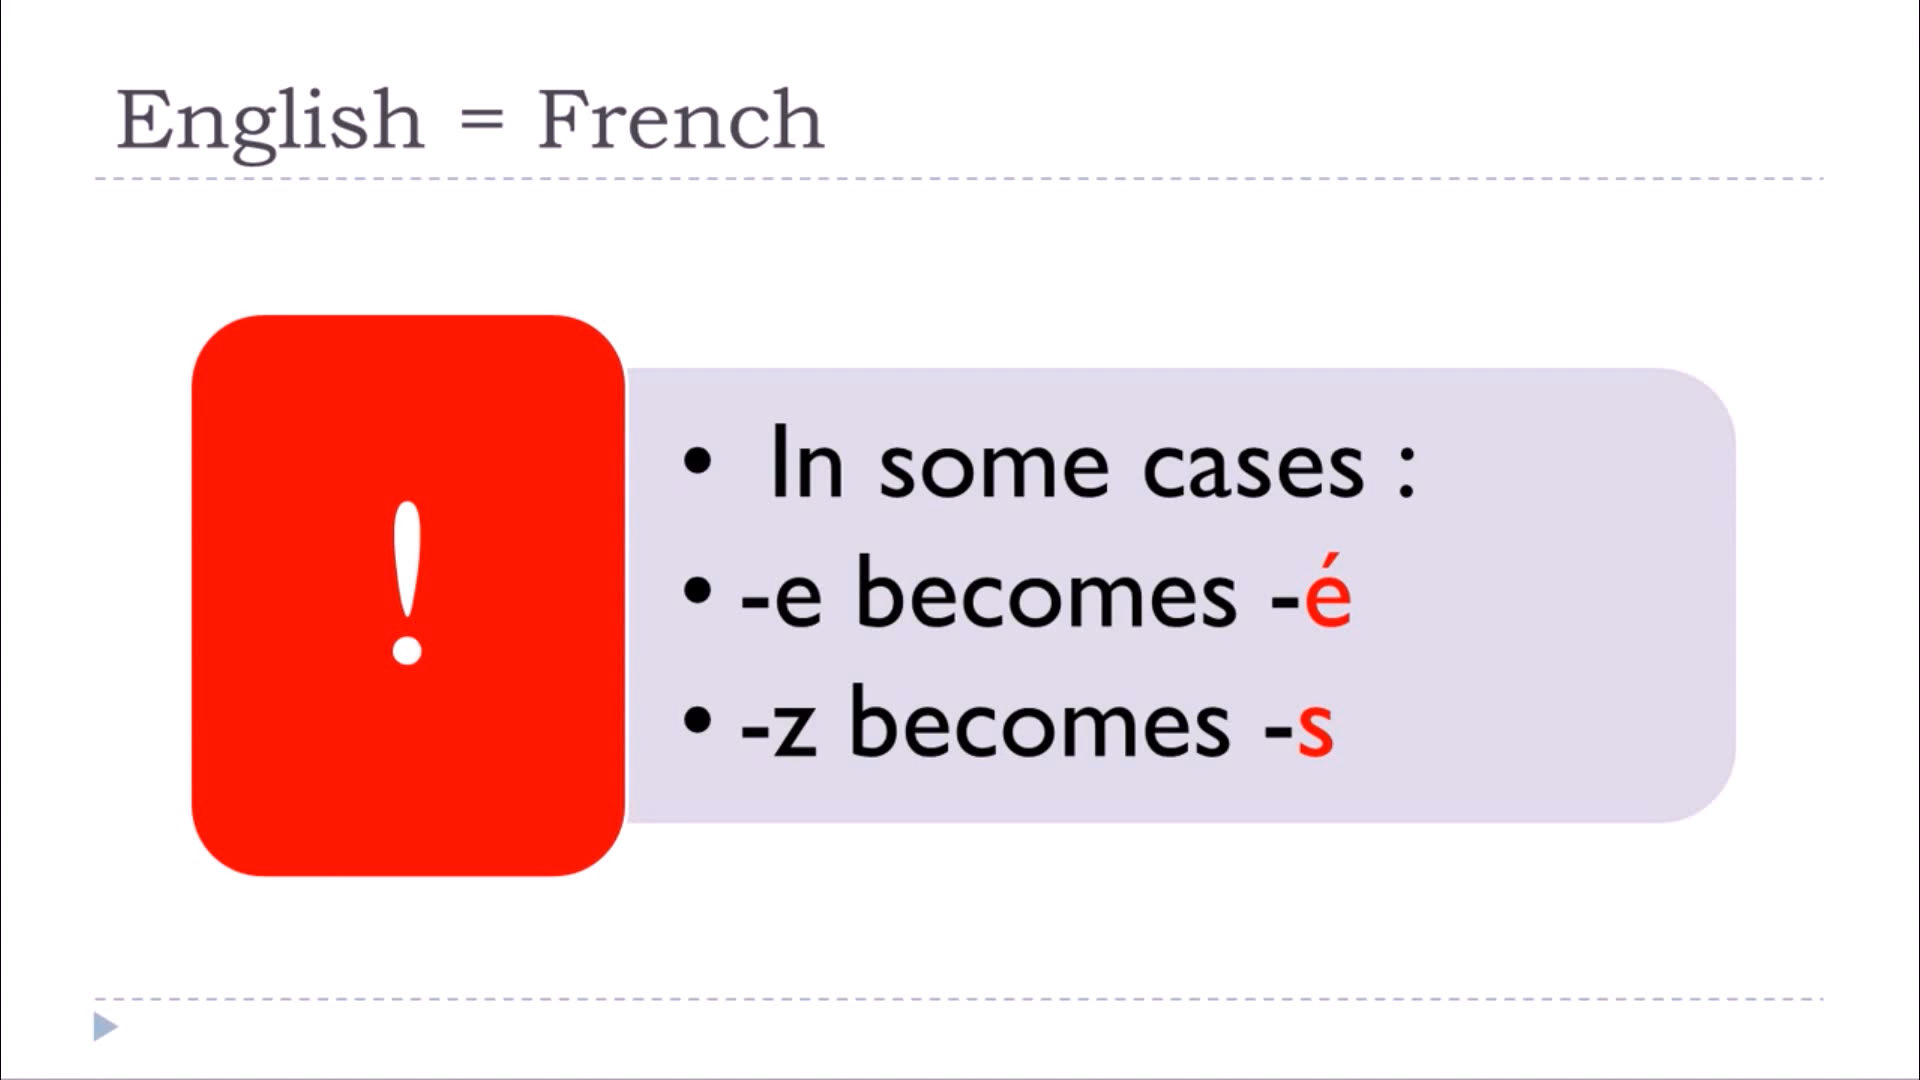 English = French
!
• In some cases :
• -e becomes -é
• -z becomes -s